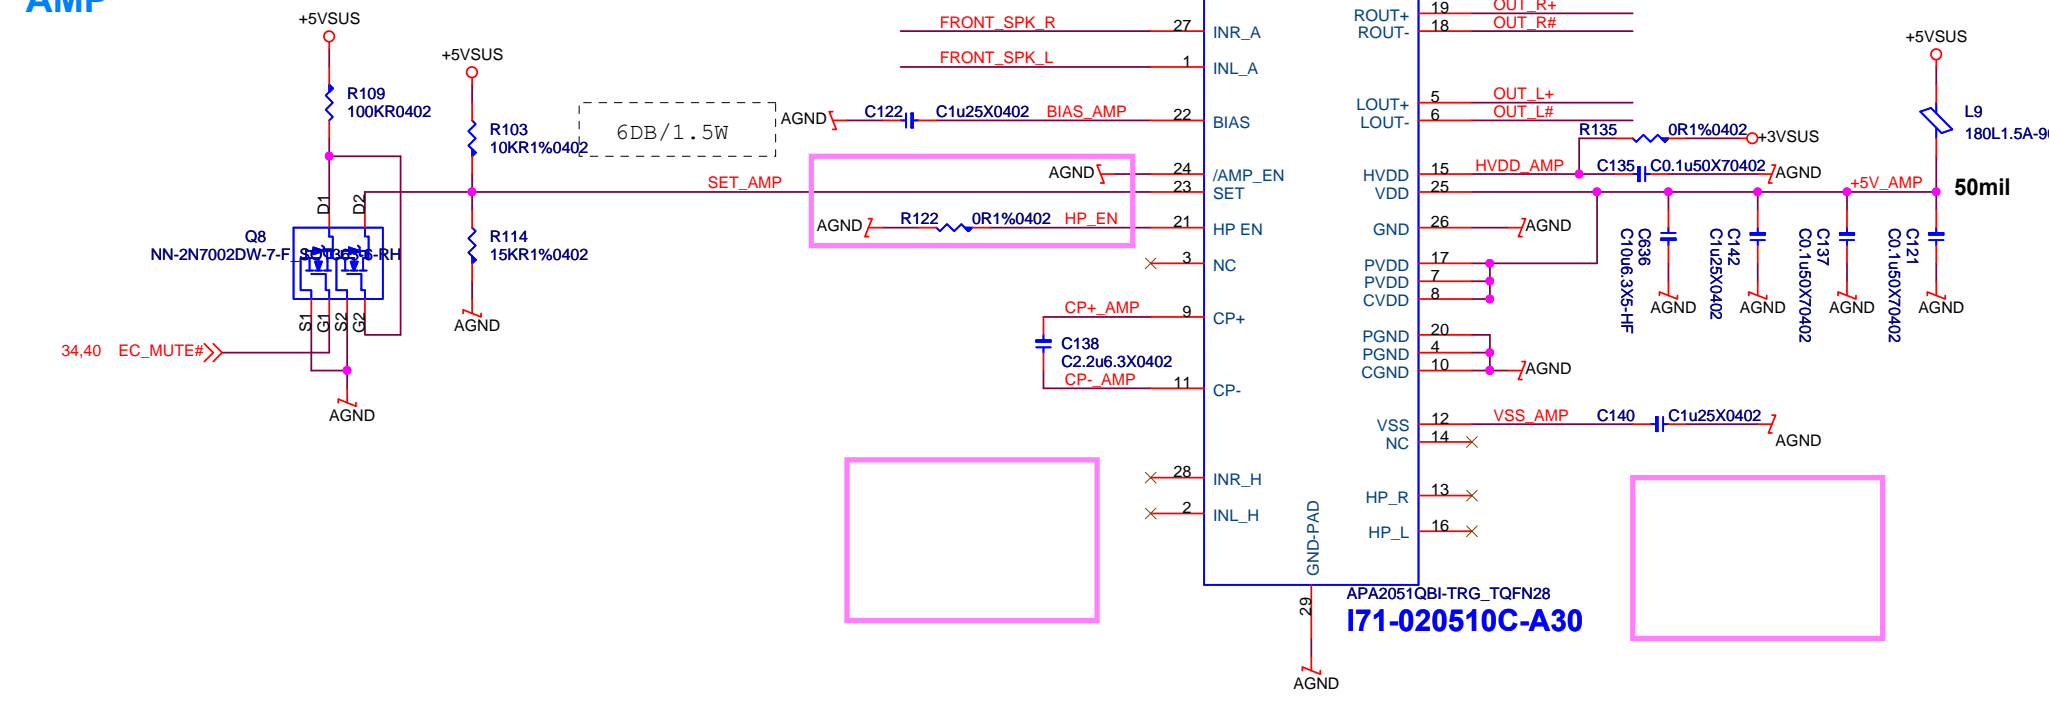 AMP
+5VSUS
R109
100KR0402
+5VSUS
R103
10KR1%0402
6DB/1.5W
SET_AMP
D1
D2
Q8
R114
15KR1%0402
AGND
S1
G1
S2
G2
34,40 EC_MUTE#
AGND
FRONT_SPK_R
27
INR_A
FRONT_SPK_L
1
INL_A
AGND
C122
C1u25X0402
BIAS_AMP
22
BIAS
AGND
24
/AMP_EN
23
SET
AGND
R122
0R1%0402
HP_EN
21
HP EN
3
NC
CP+_AMP
9
CP+
C138
C2.2u6.3X0402
CP-_AMP
11
CP-
28
INR_H
2
INL_H
GND-PAD
29
AGND
ROUT+
19
OUT_R+
ROUT-
18
OUT_R#
LOUT+
5
OUT_L+
LOUT-
6
OUT_L#
R135
0R1%0402
+3VSUS
HVDD
15
HVDD_AMP
C135
C0.1u50X70402
AGND
VDD
25
+5V_AMP
50mil
+5VSUS
L9
GND
26
AGND
PVDD
17
PVDD
7
CVDD
8
C636
C10u6.3X5-HF
AGND
C142
C1u25X0402
AGND
C137
C0.1u50X70402
AGND
C121
C0.1u50X70402
AGND
PGND
20
PGND
4
CGND
10
AGND
VSS
12
VSS_AMP
C140
C1u25X0402
AGND
NC
14
HP_R
13
HP_L
16
APA2051QBI-TRG_TQFN28
I71-020510C-A30